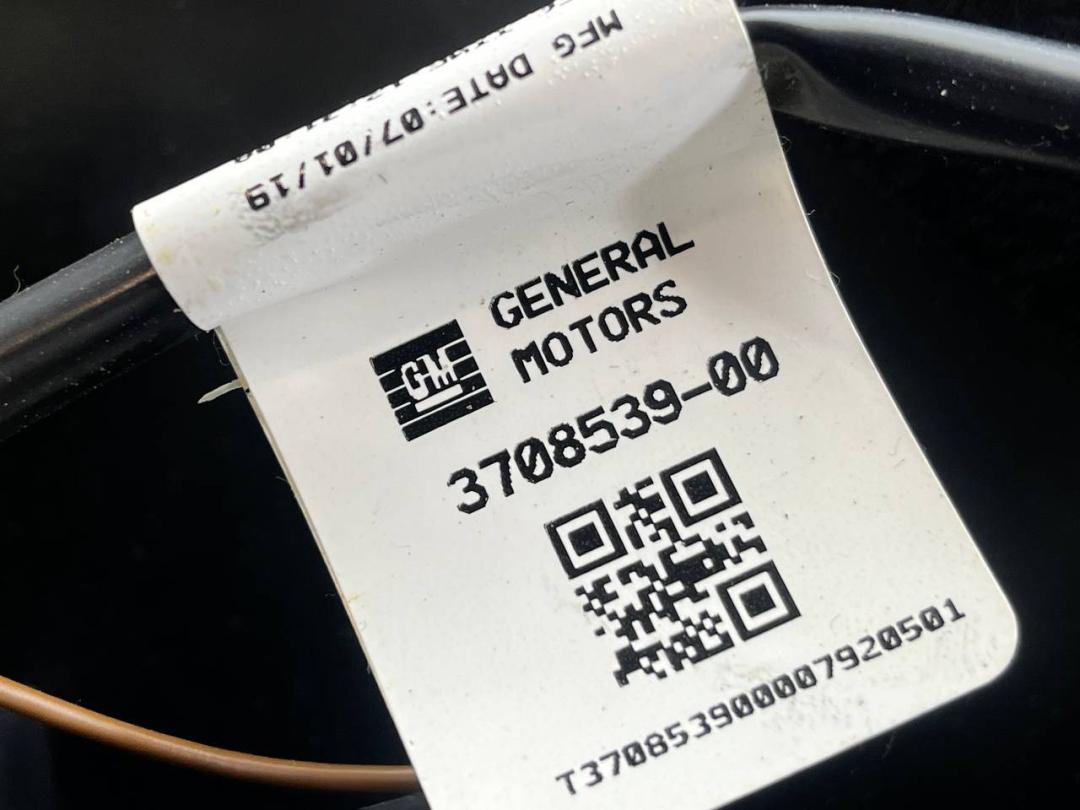 MFG DATE:07/01/19
GENERAL
MOTORS
GM
3708539-00
T370853900007920501